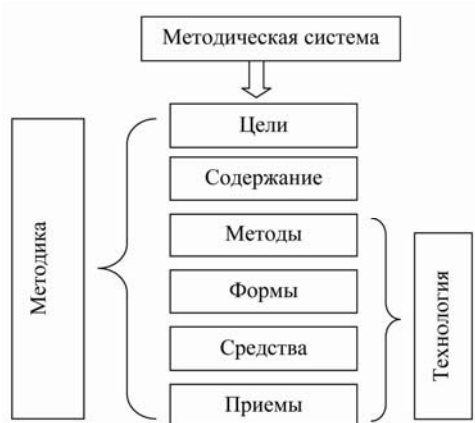 Методическая система
Цели
Содержание
Методы
Формы
Средства
Приемы
Методика
Технология